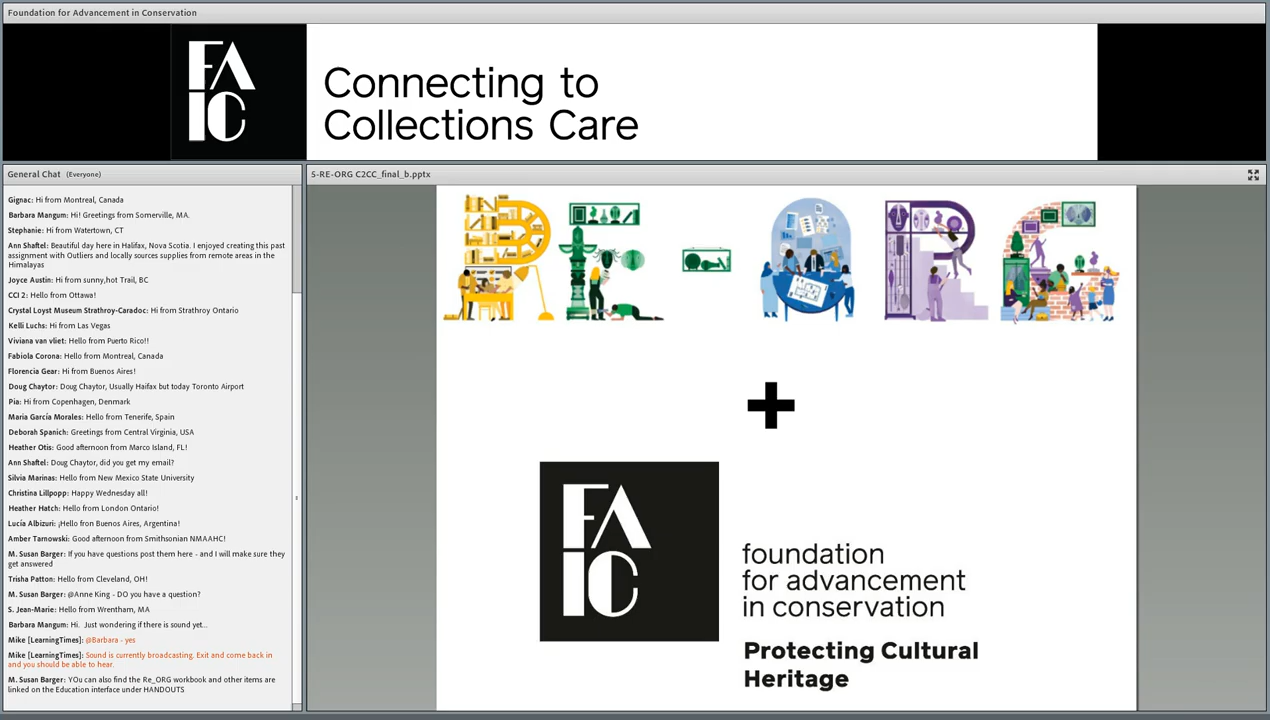 Foundation for Advancement in Conservation
FA
IC
Connecting to
Collections Care
General Chat (Everyone)
Gignac: Hi from Montreal, Canada
Barbara Mangum: Hi! Greetings from Somerville, MA.
Stephanie: Hi from Watertown, CT
Ann Shaftel: Beautiful day here in Halifax, Nova Scotia. I enjoyed creating this past
assignment with Outliers and locally sources supplies from remote areas in the
Himalayas
Joyce Austin: Hi from sunny,hot Trail, BC
CCI 2: Hello from Ottawa!
Crystal Loyst Museum Strathroy-Caradoc: Hi from Strathroy Ontario
Kelli Luchs: Hi from Las Vegas
Viviana van vliet: Hello from Puerto Rico!!
Fabiola Corona: Hello from Montreal, Canada
Florencia Gear: Hi from Buenos Aires!
Doug Chaytor: Doug Chaytor, Usually Haifax but today Toronto Airport
Pia: Hi from Copenhagen, Denmark
Maria García Morales: Hello from Tenerife, Spain
Deborah Spanich: Greetings from Central Virginia, USA
Heather Otis: Good afternoon from Marco Island, FL!
Ann Shaftel: Doug Chaytor, did you get my email?
Silvia Marinas: Hello from New Mexico State University
Christina Lillpopp: Happy Wednesday all!
Heather Hatch: Hello from London Ontario!
Lucía Albizuri: ¡Hello fron Buenos Aires, Argentina!
Amber Tarnowski: Good afternoon from Smithsonian NMAAHC!
M. Susan Barger: If you have questions post them here - and I will make sure they
get answered
Trisha Patton: Hello from Cleveland, OH!
M. Susan Barger: @Anne King - DO you have a question?
S. Jean-Marie: Hello from Wrentham, MA
Barbara Mangum: Hi. Just wondering if there is sound yet...
Mike [LearningTimes]: @Barbara - yes
Mike [LearningTimes]: Sound is currently broadcasting. Exit and come back in
and you should be able to hear.
M. Susan Barger: YOu can also find the Re_ORG workbook and other items are
linked on the Education interface under HANDOUTS
5-RE-ORG C2CC_final_b.pptx
RE-ORG
+
FA
IC
foundation
for advancement
in conservation
Protecting Cultural
Heritage